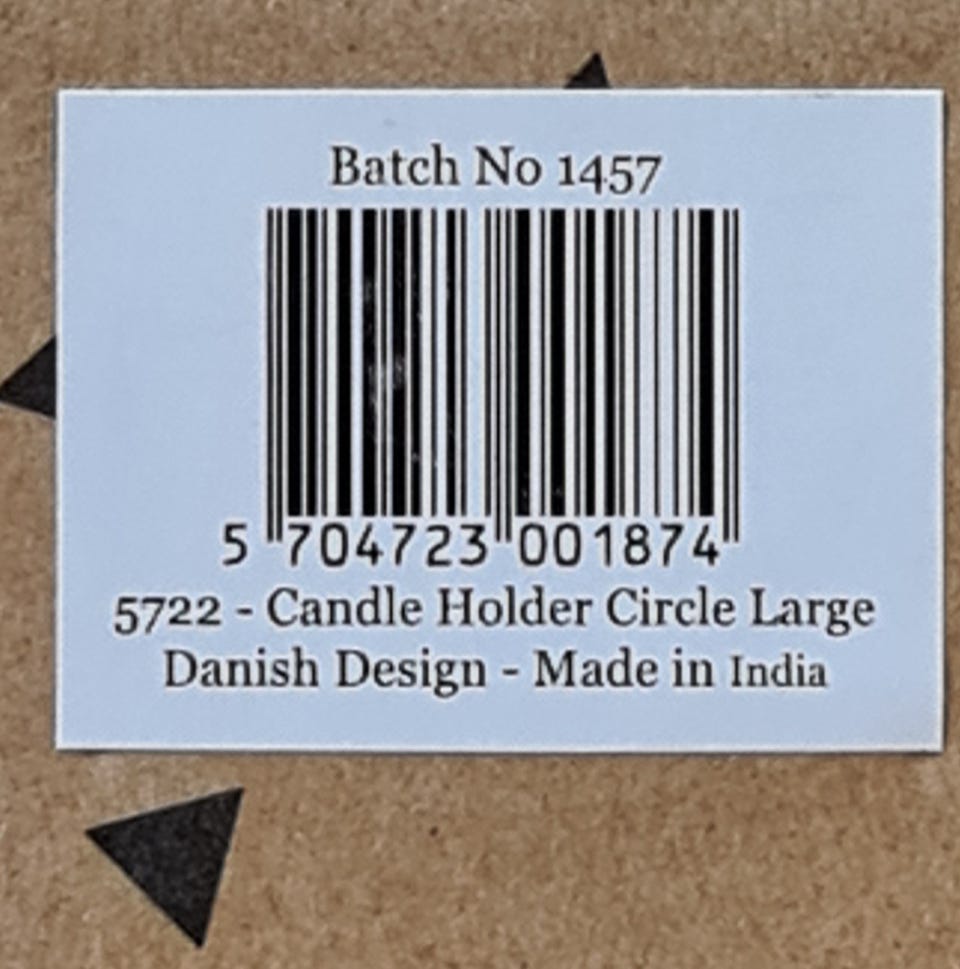 Batch No 1457
5 704723 001874
5722 - Candle Holder Circle Large
Danish Design - Made in India